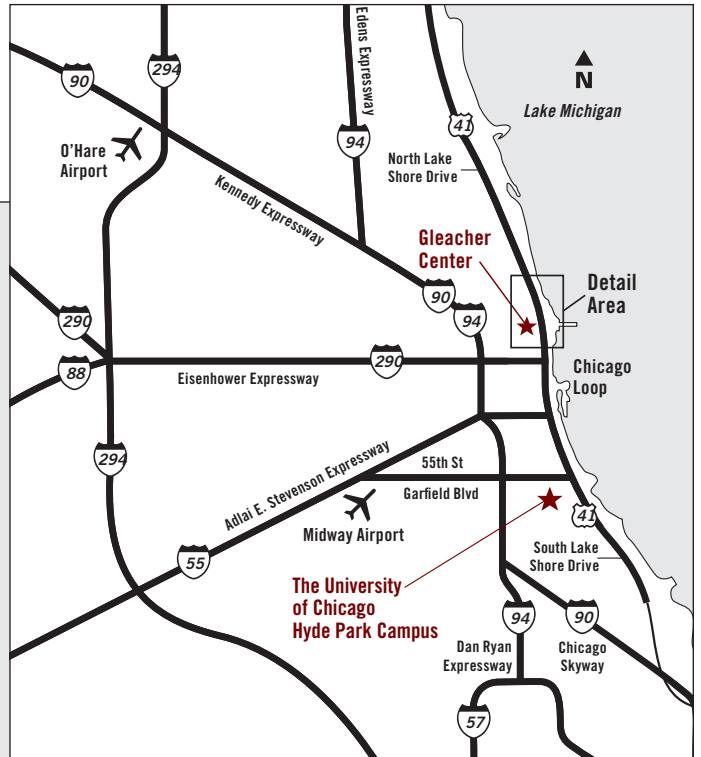 Edens Expressway
294
90
N
Lake Michigan
41
94
O'Hare
Airport
North Lake
Shore Drive
Kennedy Expressway
Gleacher
Center
Detail
Area
90
94
290
88
290
Eisenhower Expressway
Chicago
Loop
294
Adlai E. Stevenson Expressway
55th St
Garfield Blvd
Midway Airport
41
South Lake
Shore Drive
55
The University
of Chicago
Hyde Park Campus
94
90
Dan Ryan
Expressway
Chicago
Skyway
57